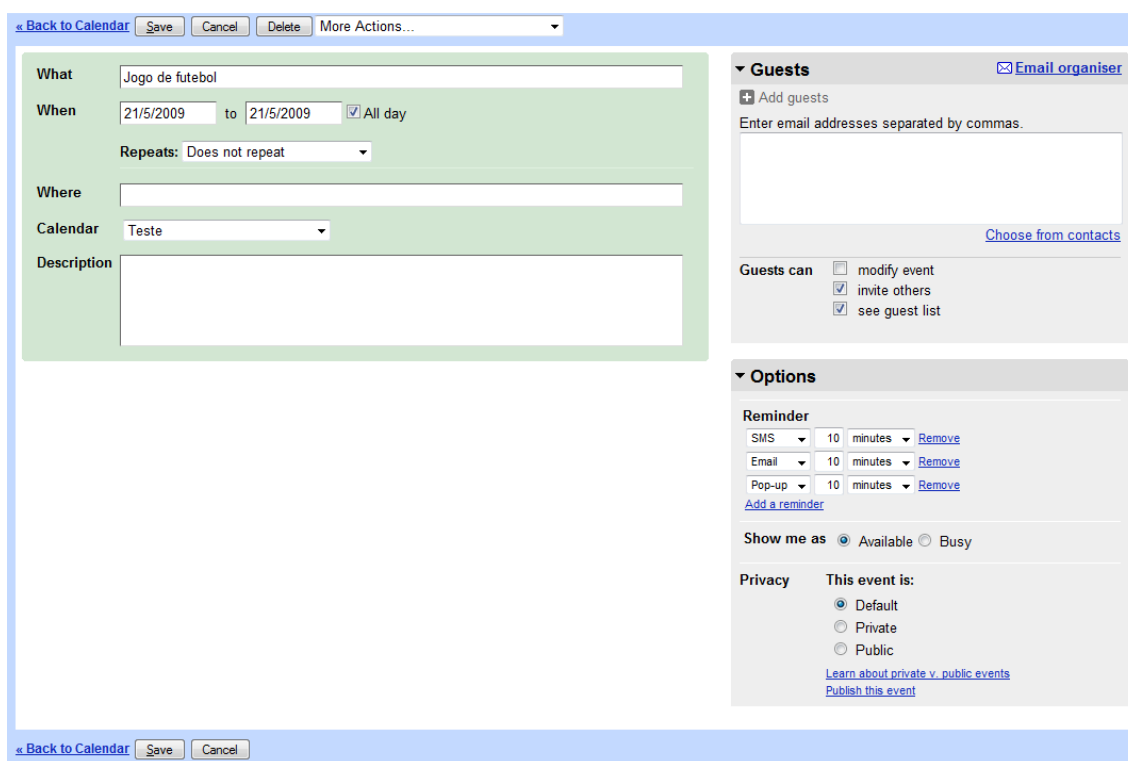 « Back to Calendar Save Cancel Delete More Actions...
What Jogo de futebol
When 21/5/2009 to 21/5/2009 All day
Repeats: Does not repeat
Where
Calendar Teste
Description
Guests Email organiser
Add guests
Enter email addresses separated by commas.
Choose from contacts
Guests can modify event
invite others
see guest list
Options
Reminder
SMS 10 minutes Remove
Email 10 minutes Remove
Pop-up 10 minutes Remove
Add a reminder
Show me as Available Busy
Privacy This event is:
Default
Private
Public
Learn about private v. public events
Publish this event
« Back to Calendar Save Cancel